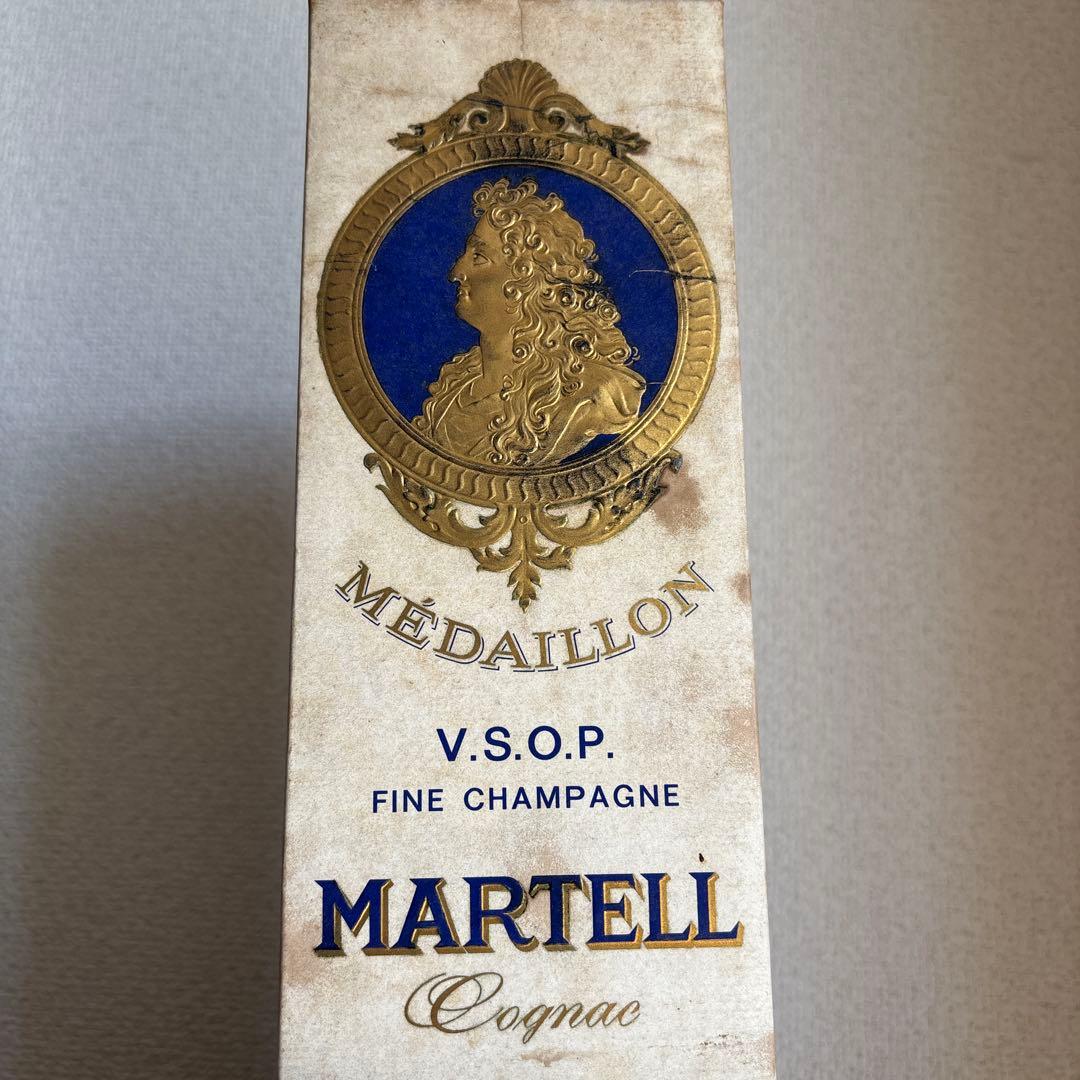 MÉDAILLON
V.S.O.P.
FINE CHAMPAGNE
MARTELL
Cognac